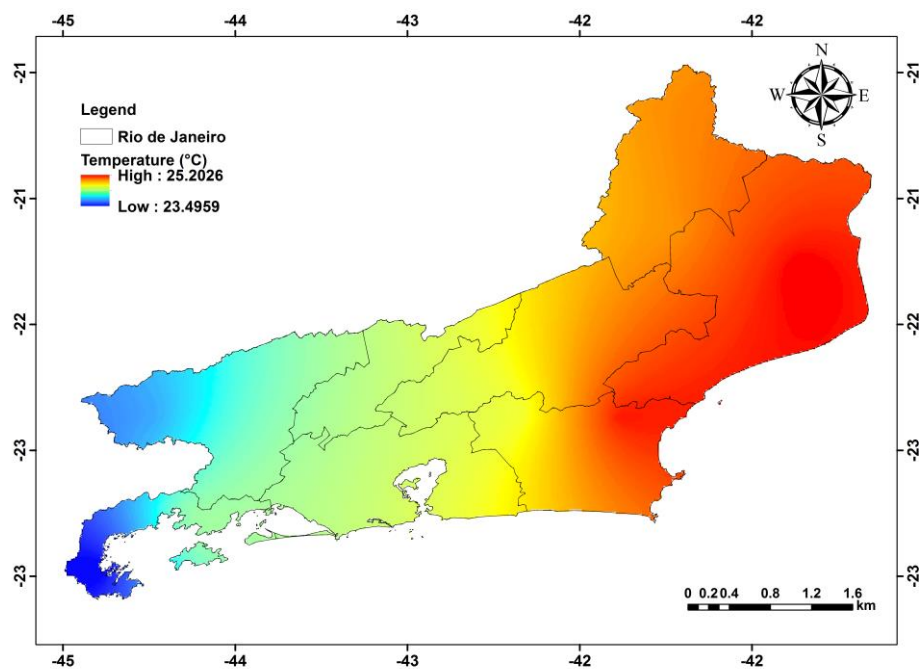 -45 -44 -43 -42 -42
N
W E
S
Legend
Rio de Janeiro
Temperature (°C)
High : 25.2026
Low : 23.4959
-21
-21
-22
-23
-23
-21
-21
-22
-23
-23
0 0.2 0.4 0.8 1.2 1.6
km
-45 -44 -43 -42 -42